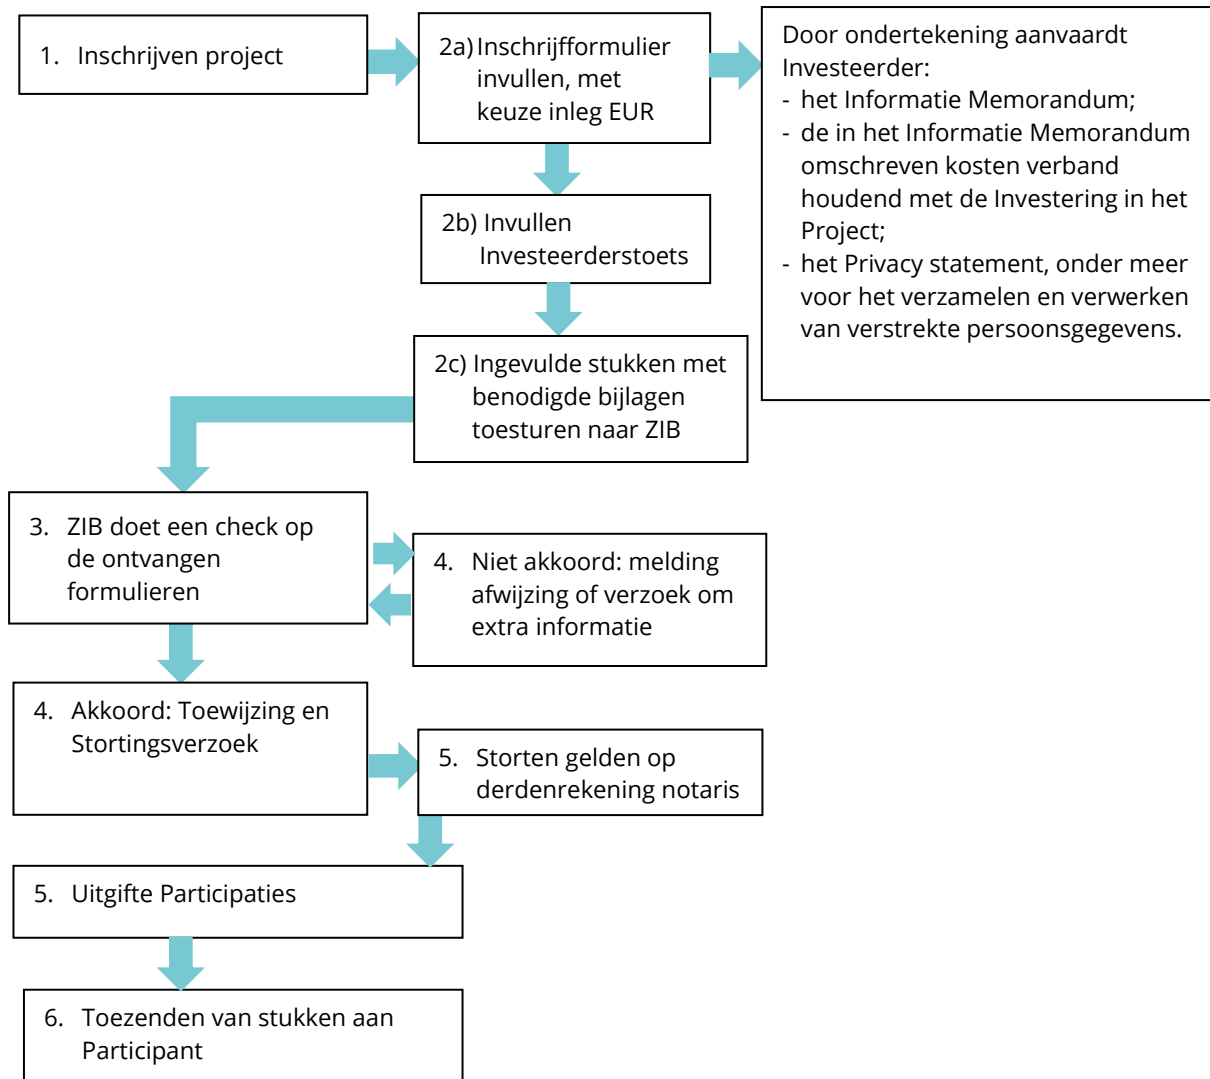 1. Inschrijven project
2a) Inschrijfformulier
invullen, met
keuze inleg EUR
Door ondertekening aanvaardt
Investeerder:
- het Informatie Memorandum;
- de in het Informatie Memorandum
omschreven kosten verband
houdend met de Investering in het
Project;
- het Privacy statement, onder meer
voor het verzamelen en verwerken
van verstrekte persoonsgegevens.
2b) Invullen
Investeerderstoets
2c) Ingevulde stukken met
benodigde bijlagen
toesturen naar ZIB
3. ZIB doet een check op
de ontvangen
formulieren
4. Niet akkoord: melding
afwijzing of verzoek om
extra informatie
4. Akkoord: Toewijzing en
Stortingsverzoek
5. Storten gelden op
derdenrekening notaris
5. Uitgifte Participaties
6. Toezenden van stukken aan
Participant